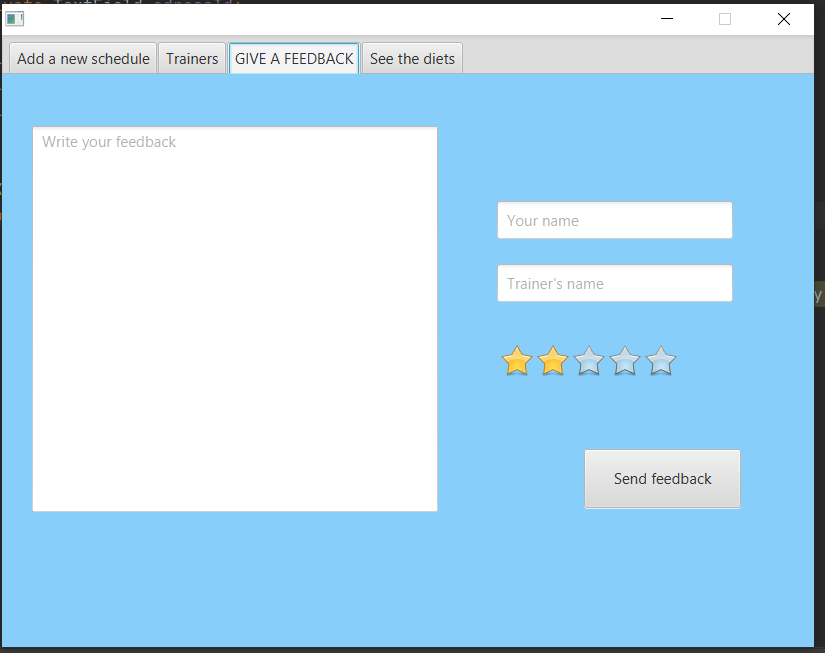 Add a new schedule
Trainers
GIVE A FEEDBACK
See the diets
Write your feedback
Your name
Trainer's name
Send feedback